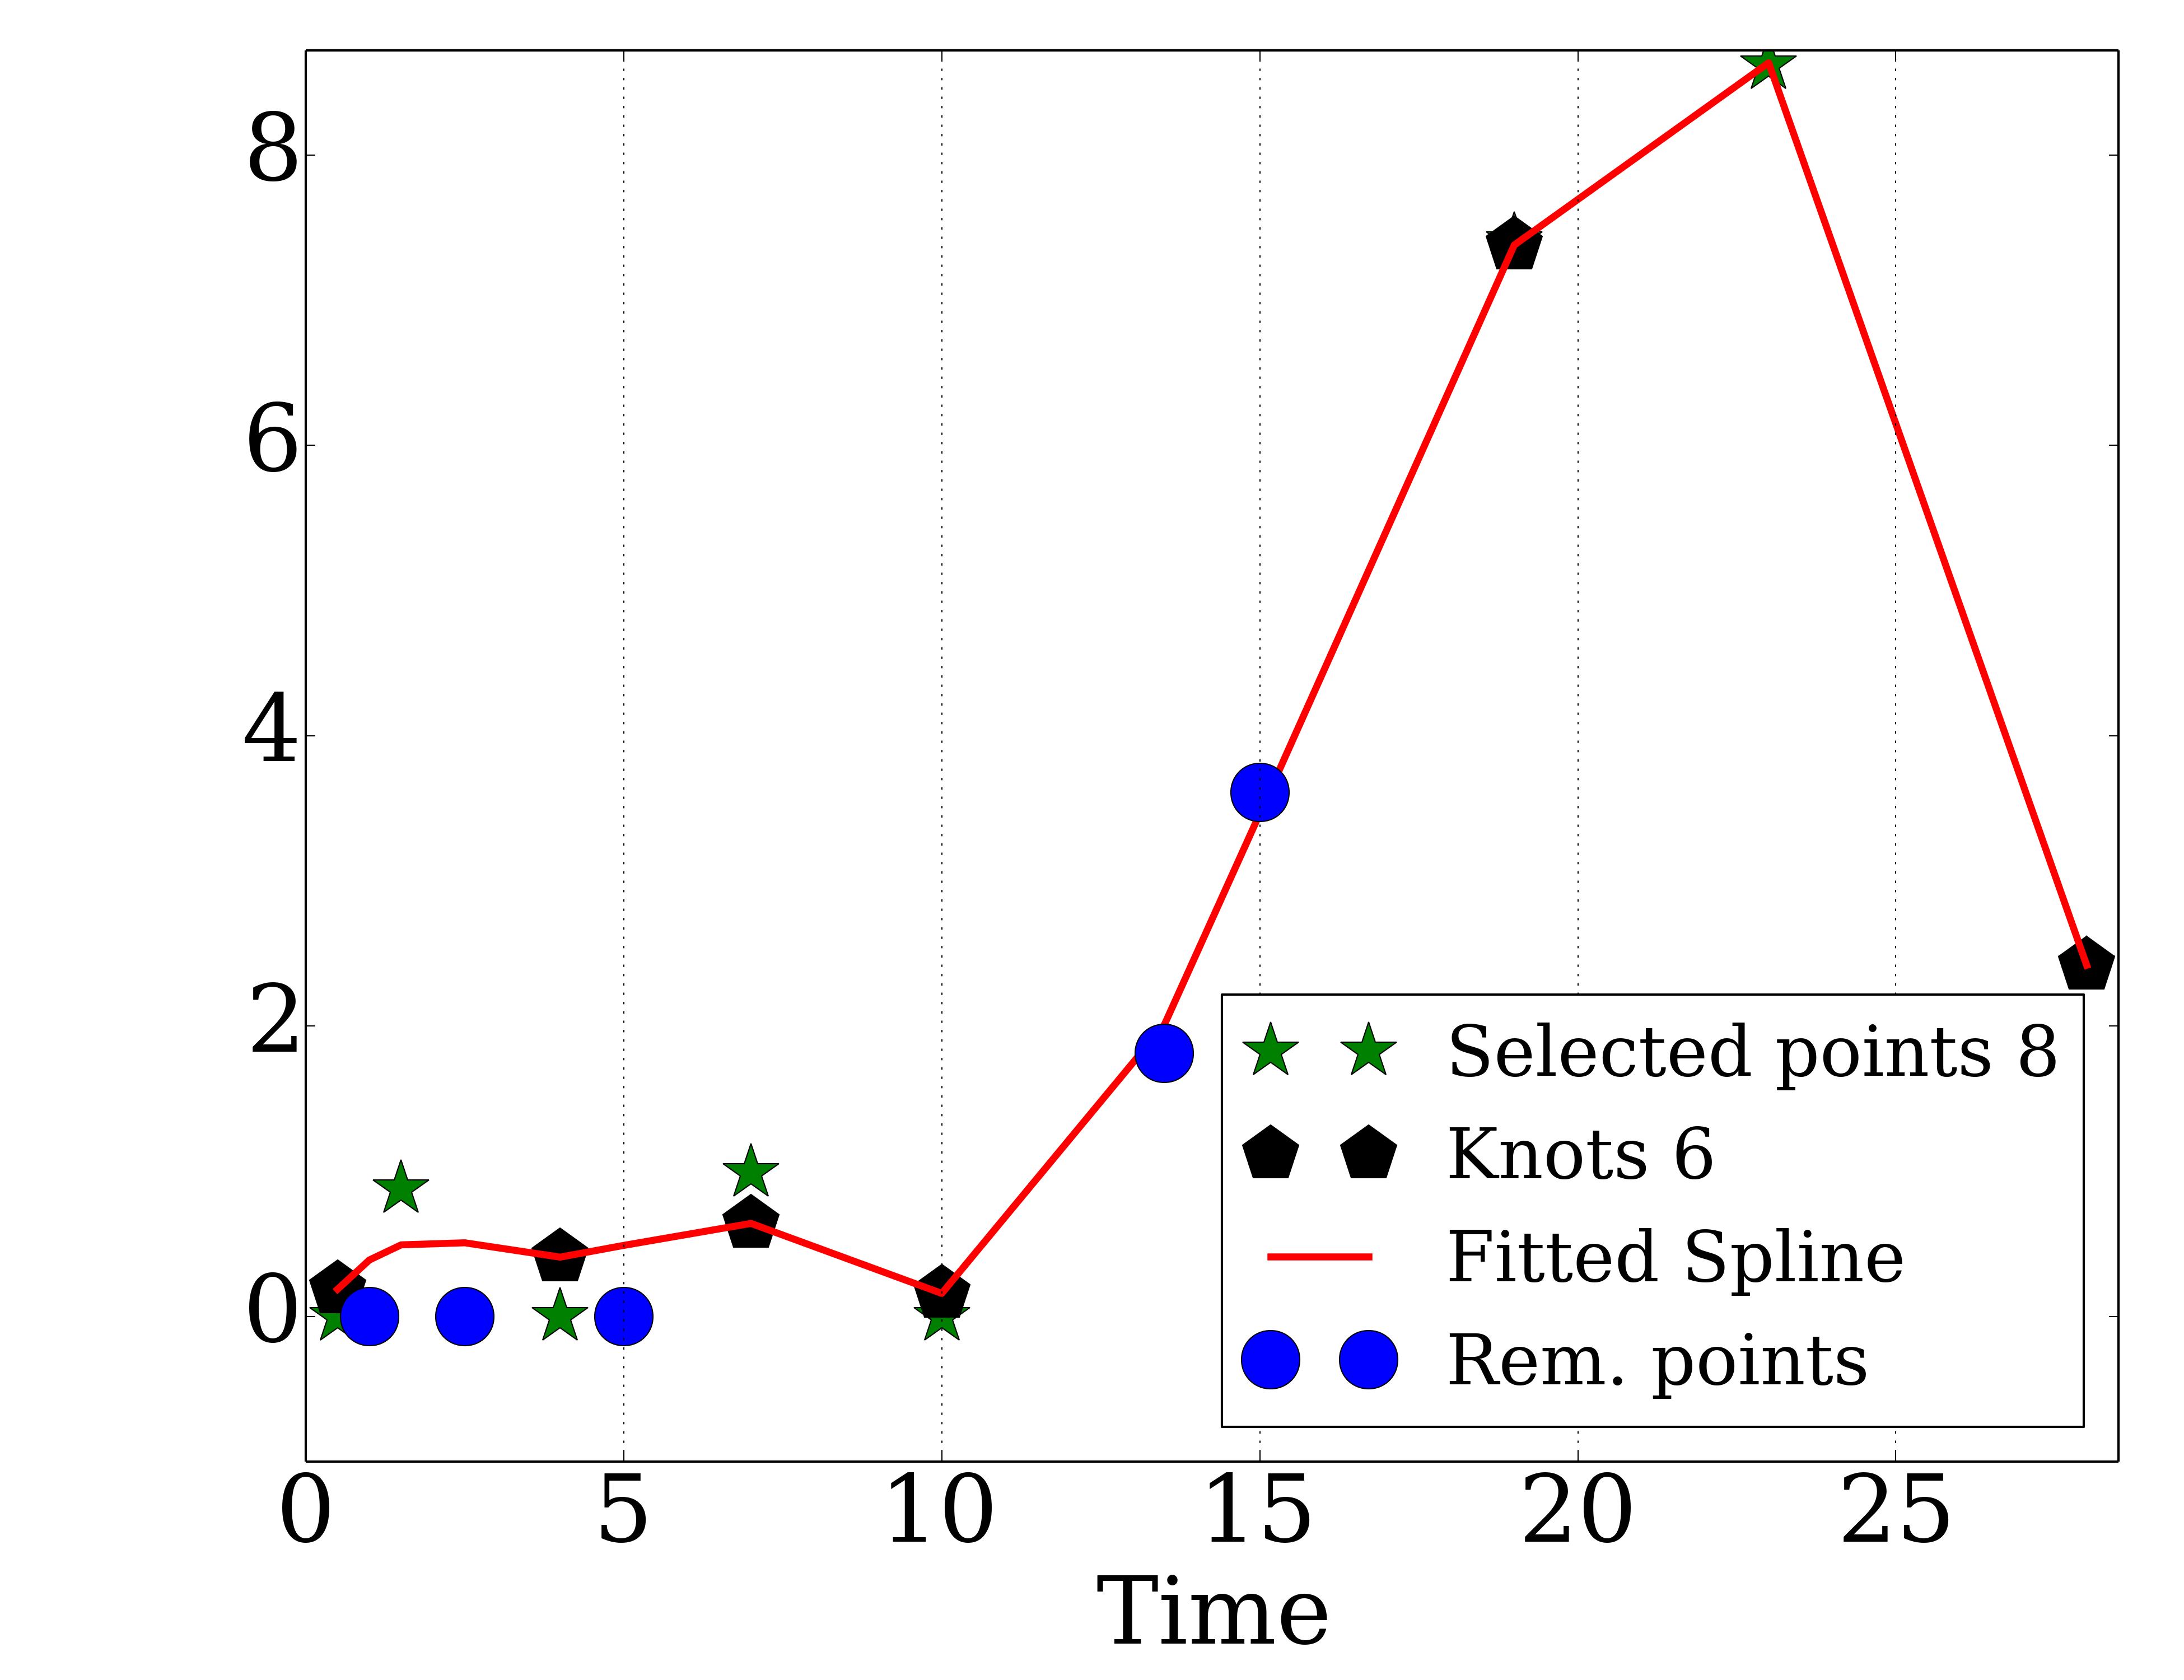 8
6
4
2
0
Selected points 8
Knots 6
Fitted Spline
Rem. points
0 5 10 15 20 25
Time